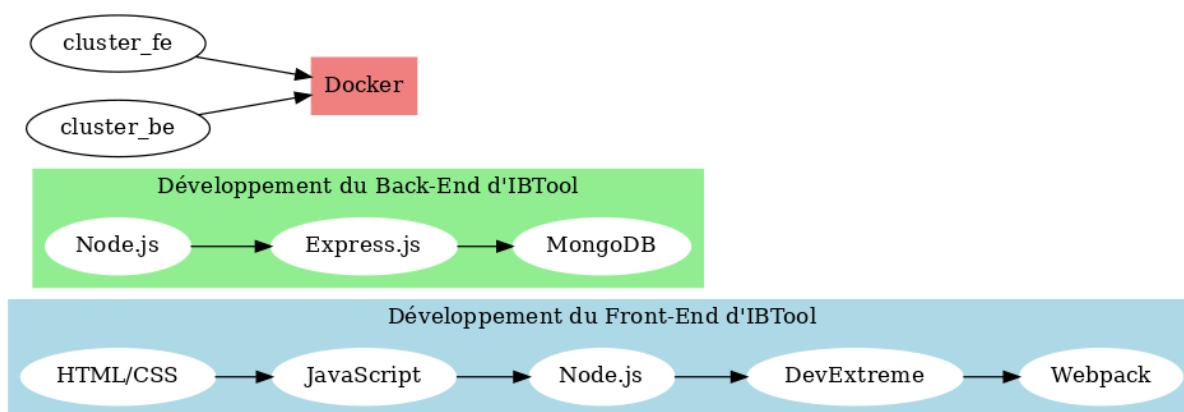 cluster_fe
Docker
cluster_be
Développement du Back-End d'IBTool
Node.js
Express.js
MongoDB
Développement du Front-End d'IBTool
HTML/CSS
JavaScript
Node.js
DevExtreme
Webpack